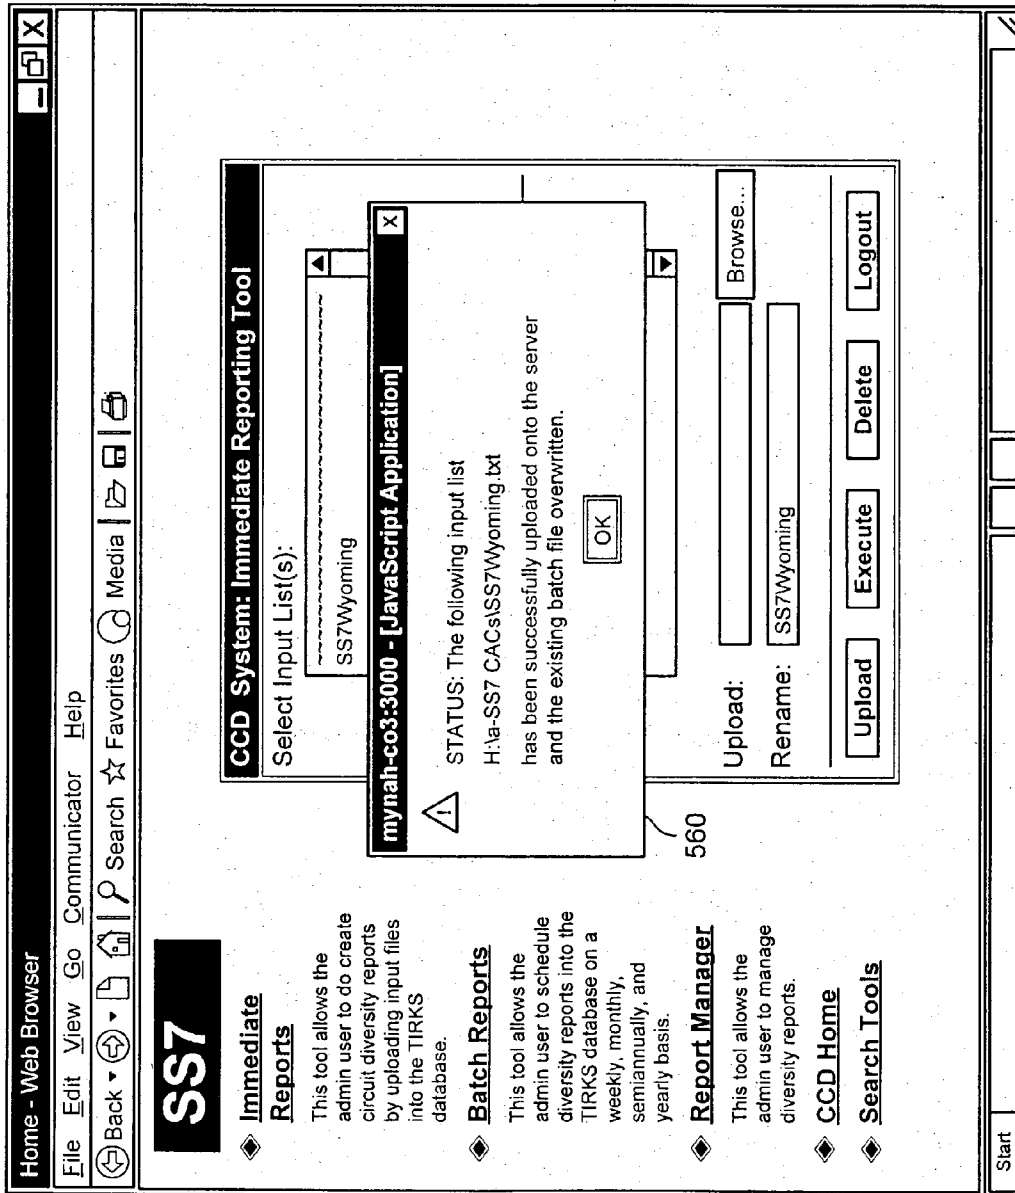 Home - Web Browser
File Edit View Go Communicator Help
Back Search Favorites Media
SS7
Immediate
Reports
This tool allows the
admin user to do create
circuit diversity reports
by uploading input files
into the TIRKS
database.
Batch Reports
This tool allows the
admin user to schedule
diversity reports into the
TIRKS database on a
weekly, monthly,
semiannually, and
yearly basis.
Report Manager
This tool allows the
admin user to manage
diversity reports.
CCD Home
Search Tools
CCD System: Immediate Reporting Tool
Select Input List(s):
~~~~~~~~~~~~~~~~~~~~~~~~~~~~~~
SS7Wyoming
mynah-co3:3000 - [JavaScript Application]
X
STATUS: The following input list
H:\a-SS7 CACs\SS7Wyoming.txt
has been successfully uploaded onto the server
and the existing batch file overwritten.
OK
560
Upload: Browse...
Rename: SS7Wyoming
Upload Execute Delete Logout
Start